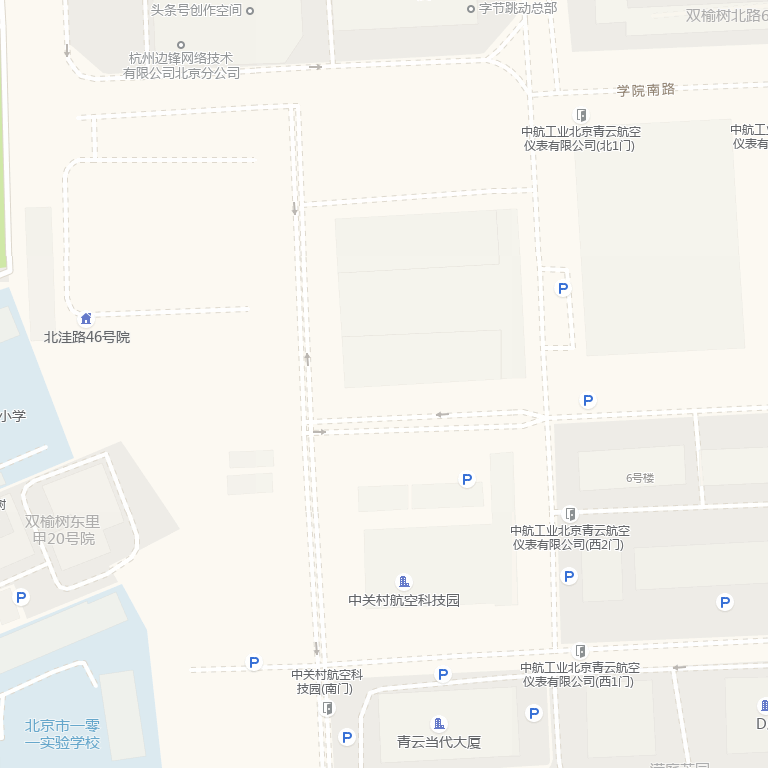 头条号创作空间
字节跳动总部
双榆树北路6
杭州边锋网络技术
有限公司北京分公司
学院南路
中航工业北京青云航空
仪表有限公司(北1门)
中航工
仪表有
P
北洼路46号院
P
小学
P
6号楼
树
双榆树东里
甲20号院
中航工业北京青云航空
仪表有限公司(西2门)
P
中关村航空科技园
P
P
P
中航工业北京青云航空
仪表有限公司(西1门)
中关村航空科
技园(南门)
P
北京市一零
一实验学校
P
P
青云当代大厦
D